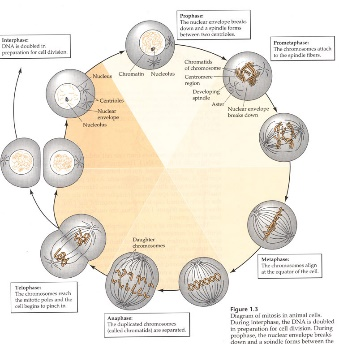 Prophase:
The nuclear envelope breaks
down and a spindle forms
between two centrioles.
Interphase:
DNA is doubled in
preparation for cell division.
Prometaphase:
The chromosomes attach
to the spindle fibers.
Nucleus
Chromatin
Nucleolus
Chromatids
of chromosome
Centromere
region
Developing
spindle
Aster
Nuclear envelope
breaks down
Centrioles
Nuclear
envelope
Nucleolus
Daughter
chromosomes
Metaphase:
The chromosomes align
at the equator of the cell.
Telophase:
The chromosomes reach
the mitotic poles and the
cell begins to pinch in.
Anaphase:
The duplicated chromosomes
(called chromatids) are separated.
Figure 1.3
Diagram of mitosis in animal cells.
During interphase, the DNA is doubled
in preparation for cell division. During
prophase, the nuclear envelope breaks
down and a spindle forms between the